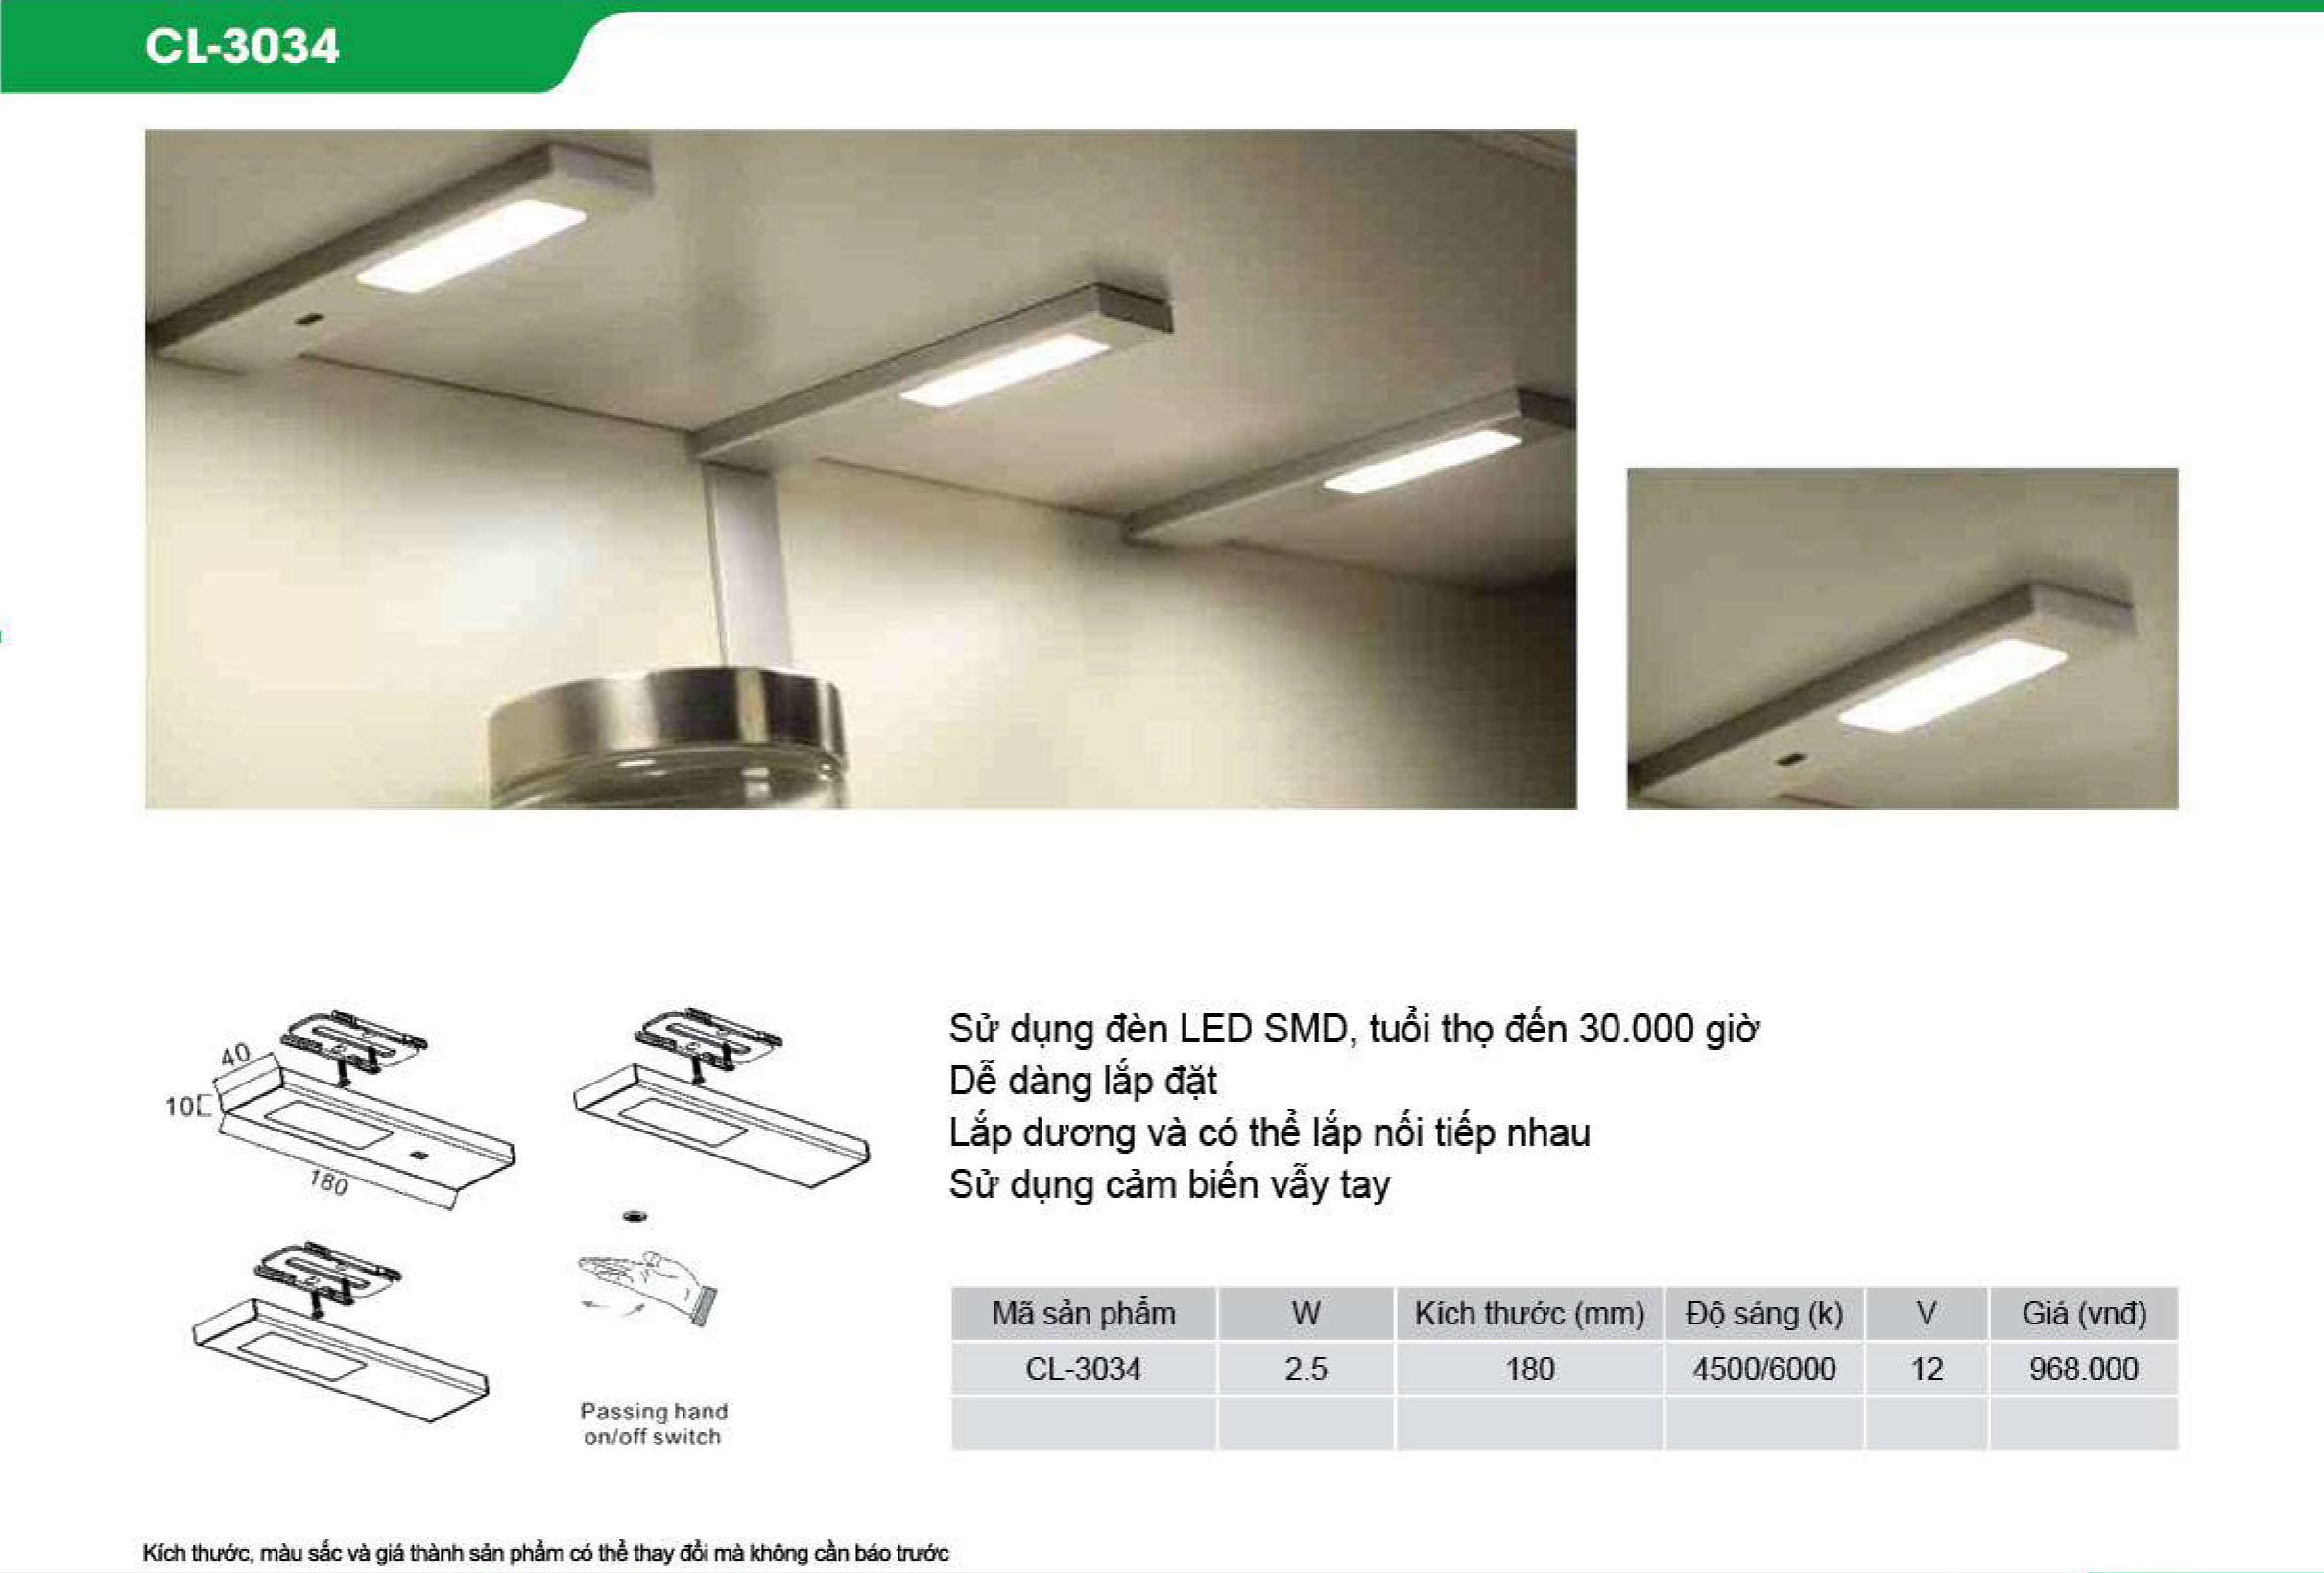 CL-3034
Sử dụng đèn LED SMD, tuổi thọ đến 30.000 giờ
Dễ dàng lắp đặt
Lắp dương và có thể lắp nối tiếp nhau
Sử dụng cảm biến vẫy tay
40
10
180
Passing hand
on/off switch
Mã sản phẩm W Kích thước (mm) Độ sáng (k) V Giá (vnđ)
CL-3034 2.5 180 4500/6000 12 968.000
Kích thước, màu sắc và giá thành sản phẩm có thể thay đổi mà không cần báo trước